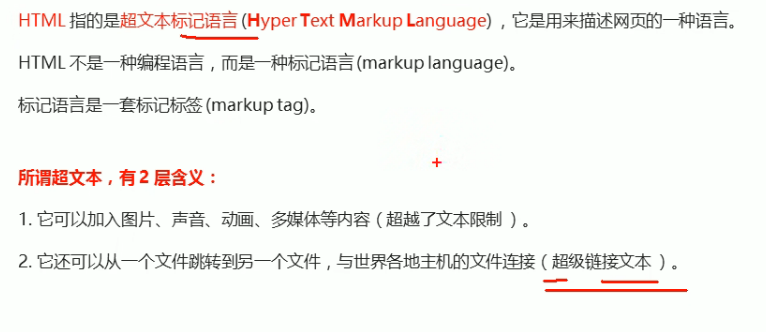 HTML 指的是超文本标记语言 (Hyper Text Markup Language) ，它是用来描述网页的一种语言。
HTML 不是一种编程语言，而是一种标记语言 (markup language)。
标记语言是一套标记标签 (markup tag)。
所谓超文本，有 2 层含义：
1. 它可以加入图片、声音、动画、多媒体等内容（超越了文本限制 ）。
2. 它还可以从一个文件跳转到另一个文件，与世界各地主机的文件连接（ 超级链接文本 ）。